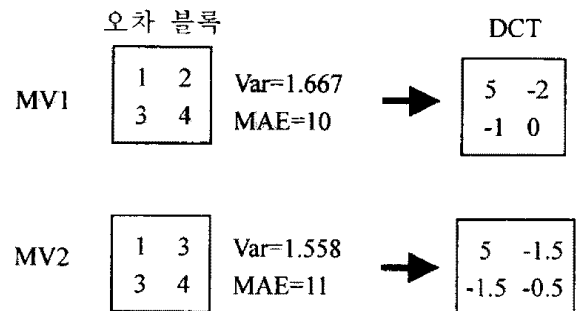 오차 블록 DCT
MV1 1 2 Var=1.667 5 -2
3 4 MAE=10 -1 0
MV2 1 3 Var=1.558 5 -1.5
3 4 MAE=11 -1.5 -0.5